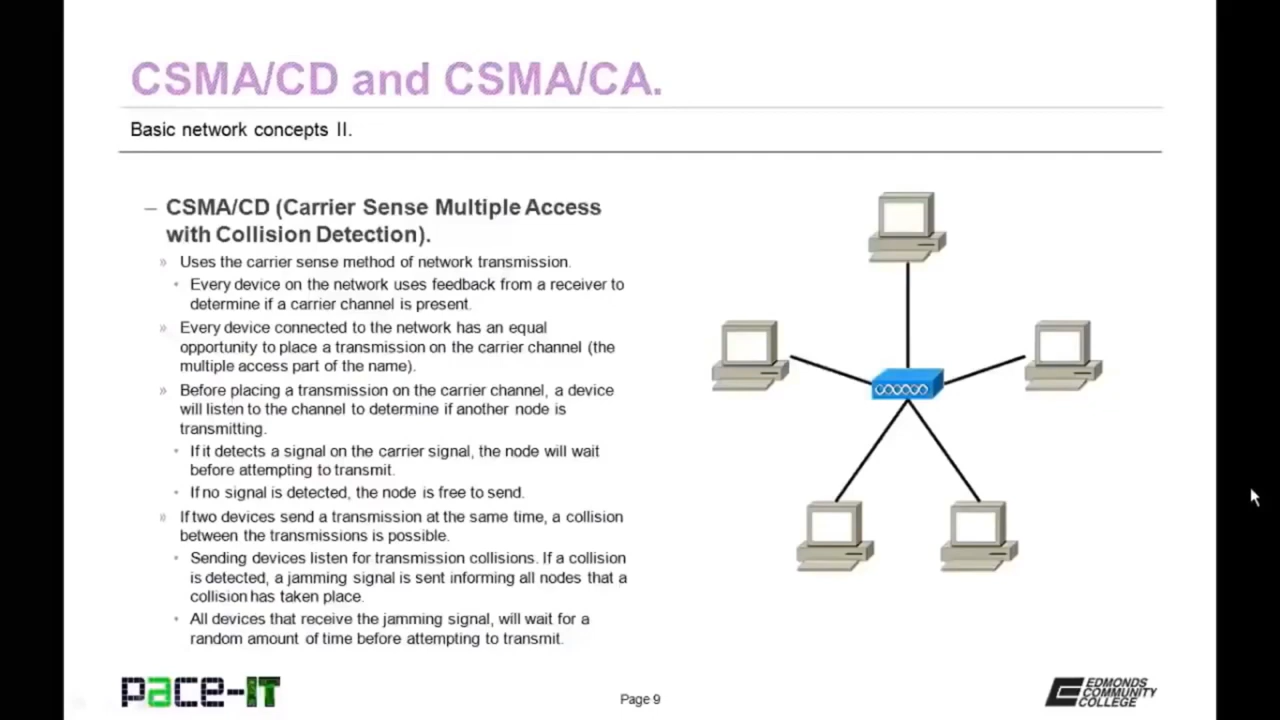 CSMA/CD and CSMA/CA.
Basic network concepts II.
– CSMA/CD (Carrier Sense Multiple Access
with Collision Detection).
» Uses the carrier sense method of network transmission.
• Every device on the network uses feedback from a receiver to
determine if a carrier channel is present.
» Every device connected to the network has an equal
opportunity to place a transmission on the carrier channel (the
multiple access part of the name).
» Before placing a transmission on the carrier channel, a device
will listen to the channel to determine if another node is
transmitting.
• If it detects a signal on the carrier signal, the node will wait
before attempting to transmit.
• If no signal is detected, the node is free to send.
» If two devices send a transmission at the same time, a collision
between the transmissions is possible.
• Sending devices listen for transmission collisions. If a collision
is detected, a jamming signal is sent informing all nodes that a
collision has taken place.
• All devices that receive the jamming signal, will wait for a
random amount of time before attempting to transmit.
pace-IT
Page 9
EDMONDS
COMMUNITY
COLLEGE